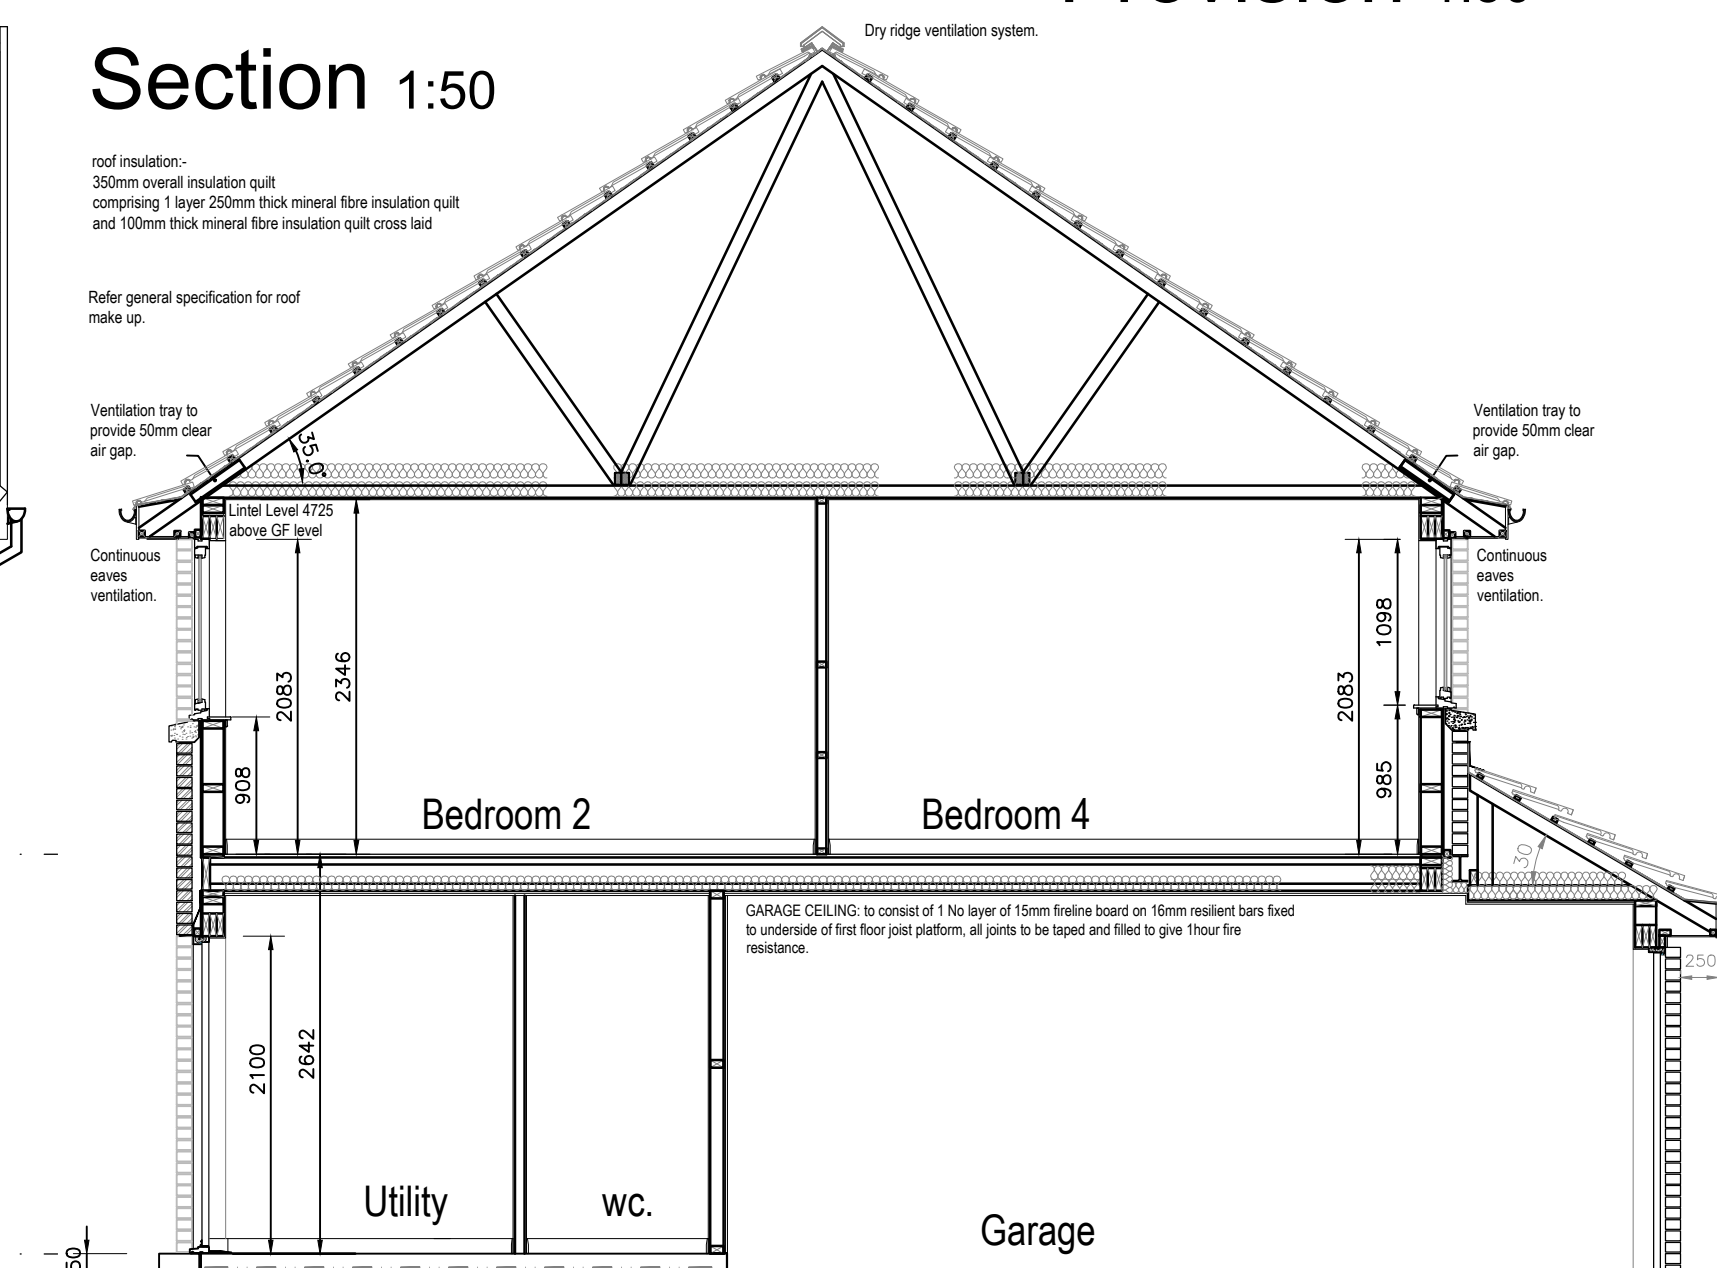 Dry ridge ventilation system.
Section 1:50
roof insulation:-
350mm overall insulation quilt
comprising 1 layer 250mm thick mineral fibre insulation quilt
and 100mm thick mineral fibre insulation quilt cross laid
Refer general specification for roof
make up.
Ventilation tray to
provide 50mm clear
air gap.
35.0°
Ventilation tray to
provide 50mm clear
air gap.
Lintel Level 4725
above GF level
Continuous
eaves
ventilation.
Continuous
eaves
ventilation.
908
2083
2346
2083
1098
985
Bedroom 2
Bedroom 4
30
GARAGE CEILING: to consist of 1 No layer of 15mm fireline board on 16mm resilient bars fixed
to underside of first floor joist platform, all joints to be taped and filled to give 1hour fire
resistance.
250
2100
2642
Utility
wc.
Garage